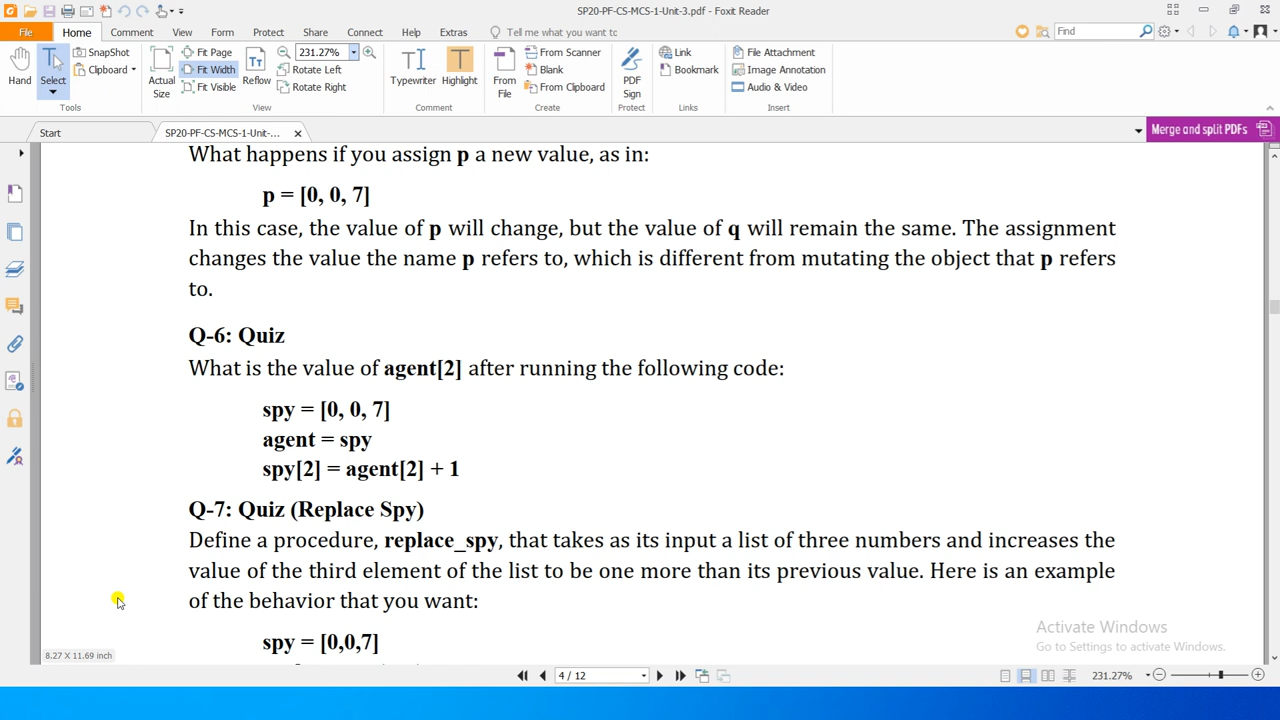 SP20-PF-CS-MCS-1-Unit-3.pdf - Foxit Reader
File Home Comment View Form Protect Share Connect Help Extras Tell me what you want tc Find
Hand Select SnapShot Clipboard Actual Size Fit Page Fit Width Fit Visible Reflow 231.27% Rotate Left Rotate Right Typewriter Highlight From File From Scanner Blank From Clipboard PDF Sign Link Bookmark File Attachment Image Annotation Audio & Video
Tools View Comment Create Protect Links Insert
Start SP20-PF-CS-MCS-1-Unit-... Merge and split PDFs
What happens if you assign p a new value, as in:
p = [0, 0, 7]
In this case, the value of p will change, but the value of q will remain the same. The assignment
changes the value the name p refers to, which is different from mutating the object that p refers
to.
Q-6: Quiz
What is the value of agent[2] after running the following code:
spy = [0, 0, 7]
agent = spy
spy[2] = agent[2] + 1
Q-7: Quiz (Replace Spy)
Define a procedure, replace_spy, that takes as its input a list of three numbers and increases the
value of the third element of the list to be one more than its previous value. Here is an example
of the behavior that you want:
spy = [0,0,7]
Activate Windows
Go to Settings to activate Windows.
8.27 X 11.69 inch
4 / 12 231.27%